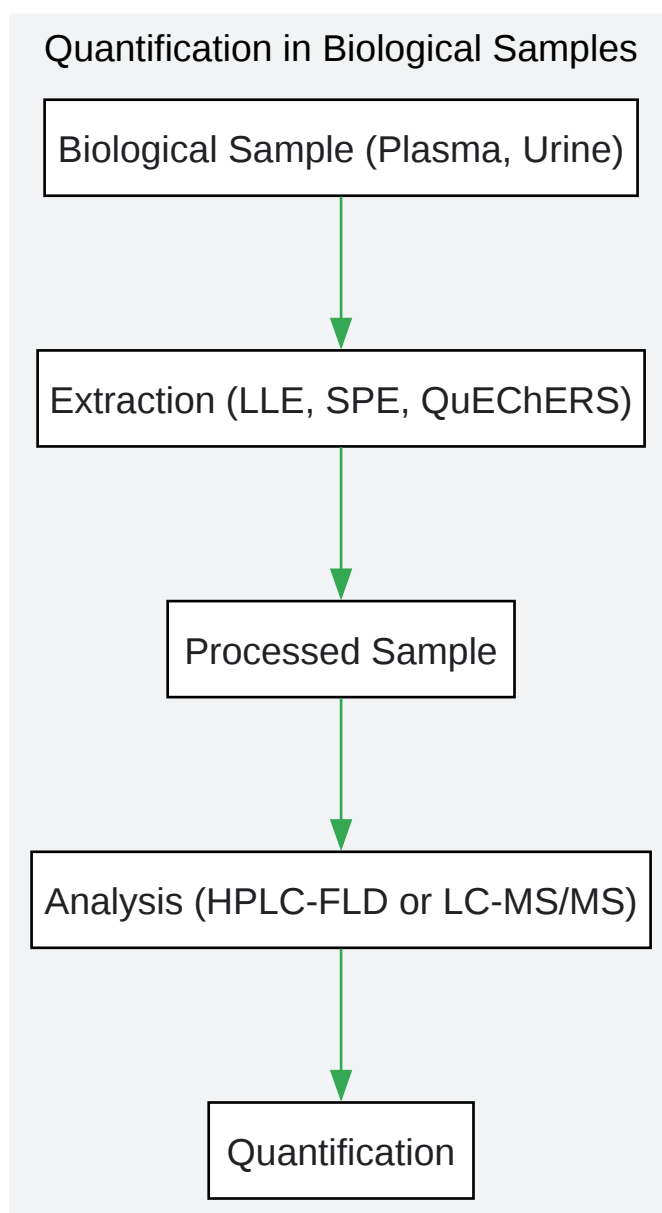 Quantification in Biological Samples
Biological Sample (Plasma, Urine)
Extraction (LLE, SPE, QuEChERS)
Processed Sample
Analysis (HPLC-FLD or LC-MS/MS)
Quantification